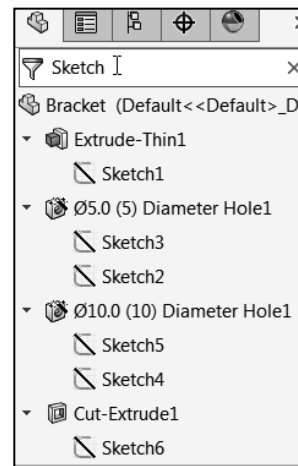 Sketch
Bracket (Default<<Default>_D
Extrude-Thin1
Sketch1
Ø5.0 (5) Diameter Hole1
Sketch3
Sketch2
Ø10.0 (10) Diameter Hole1
Sketch5
Sketch4
Cut-Extrude1
Sketch6